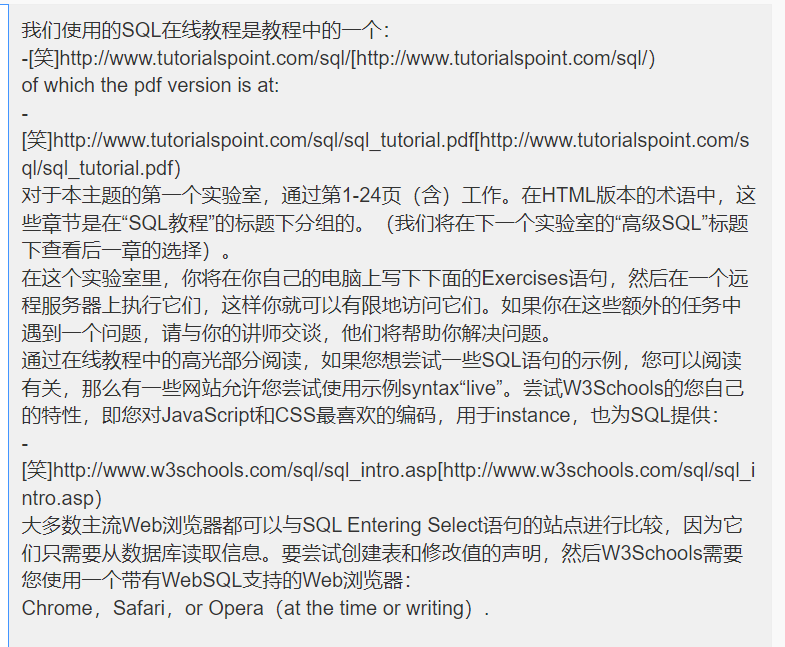 我们使用的SQL在线教程是教程中的一个：
-[笑]http://www.tutorialspoint.com/sql/[http://www.tutorialspoint.com/sql/）
of which the pdf version is at:
-
[笑]http://www.tutorialspoint.com/sql/sql_tutorial.pdf[http://www.tutorialspoint.com/s
ql/sql_tutorial.pdf）
对于本主题的第一个实验室，通过第1-24页（含）工作。在HTML版本的术语中，这
些章节是在“SQL教程”的标题下分组的。（我们将在下一个实验室的“高级SQL”标题
下查看后一章的选择）。
在这个实验室里，你将在你自己的电脑上写下下面的Exercises语句，然后在一个远
程服务器上执行它们，这样你就可以有限地访问它们。如果你在这些额外的任务中
遇到一个问题，请与你的讲师交谈，他们将帮助你解决问题。
通过在线教程中的高光部分阅读，如果您想尝试一些SQL语句的示例，您可以阅读
有关，那么有一些网站允许您尝试使用示例syntax“live”。尝试W3Schools的您自己
的特性，即您对JavaScript和CSS最喜欢的编码，用于instance，也为SQL提供：
-
[笑]http://www.w3schools.com/sql/sql_intro.asp[http://www.w3schools.com/sql/sql_i
ntro.asp）
大多数主流Web浏览器都可以与SQL Entering Select语句的站点进行比较，因为它
们只需要从数据库读取信息。要尝试创建表和修改值的声明，然后W3Schools需要
您使用一个带有WebSQL支持的Web浏览器：
Chrome，Safari，or Opera（at the time or writing）.